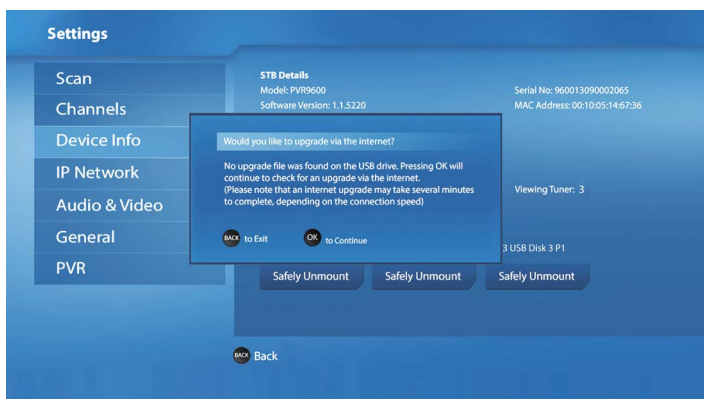 Settings
Scan
Channels
Device Info
IP Network
Audio & Video
General
PVR
STB Details
Model: PVR9600
Serial No: 960013090002065
Software Version: 1.1.5220
MAC Address: 00:10:05:14:67:36
Would you like to upgrade via the internet?
No upgrade file was found on the USB drive. Pressing OK will
continue to check for an upgrade via the internet.
(Please note that an internet upgrade may take several minutes
to complete, depending on the connection speed)
BACK to Exit OK to Continue
Viewing Tuner: 3
3 USB Disk 3 P1
Safely Unmount Safely Unmount Safely Unmount
BACK Back